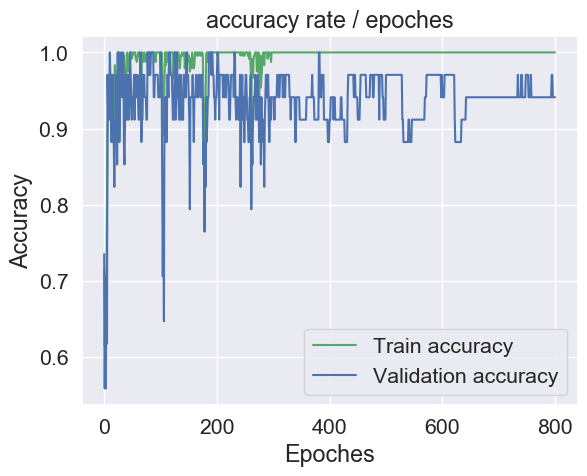 accuracy rate / epoches
1.0
0.9
0.8
0.7
0.6
Accuracy
Train accuracy
Validation accuracy
0 200 400 600 800
Epoches